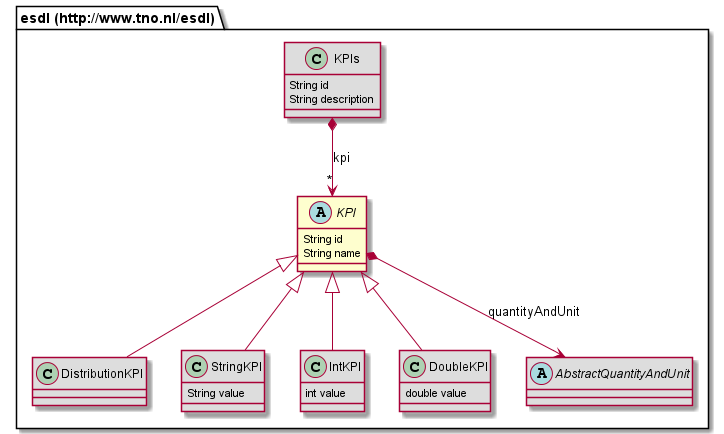 esdl (http://www.tno.nl/esdl)
C KPIs
String id
String description
kpi
*
A KPI
String id
String name
quantityAndUnit
C DistributionKPI
C StringKPI
String value
C IntKPI
int value
C DoubleKPI
double value
A AbstractQuantityAndUnit